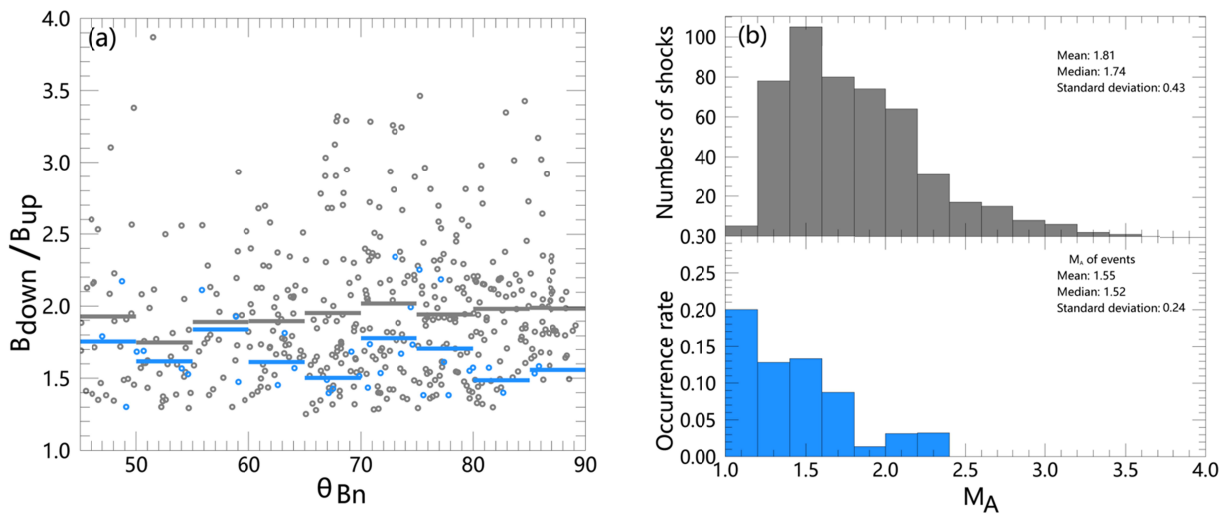 (a)
4.0
3.5
3.0
2.5
2.0
1.5
1.0
Bdown / Bup
50 60 70 80 90
θBn
(b)
100
80
60
40
20
0.30
Numbers of shocks
Mean: 1.81
Median: 1.74
Standard deviation: 0.43
MA of events
Mean: 1.55
Median: 1.52
Standard deviation: 0.24
0.25
0.20
0.15
0.10
0.05
0.00
Occurrence rate
1.0 1.5 2.0 2.5 3.0 3.5 4.0
MA